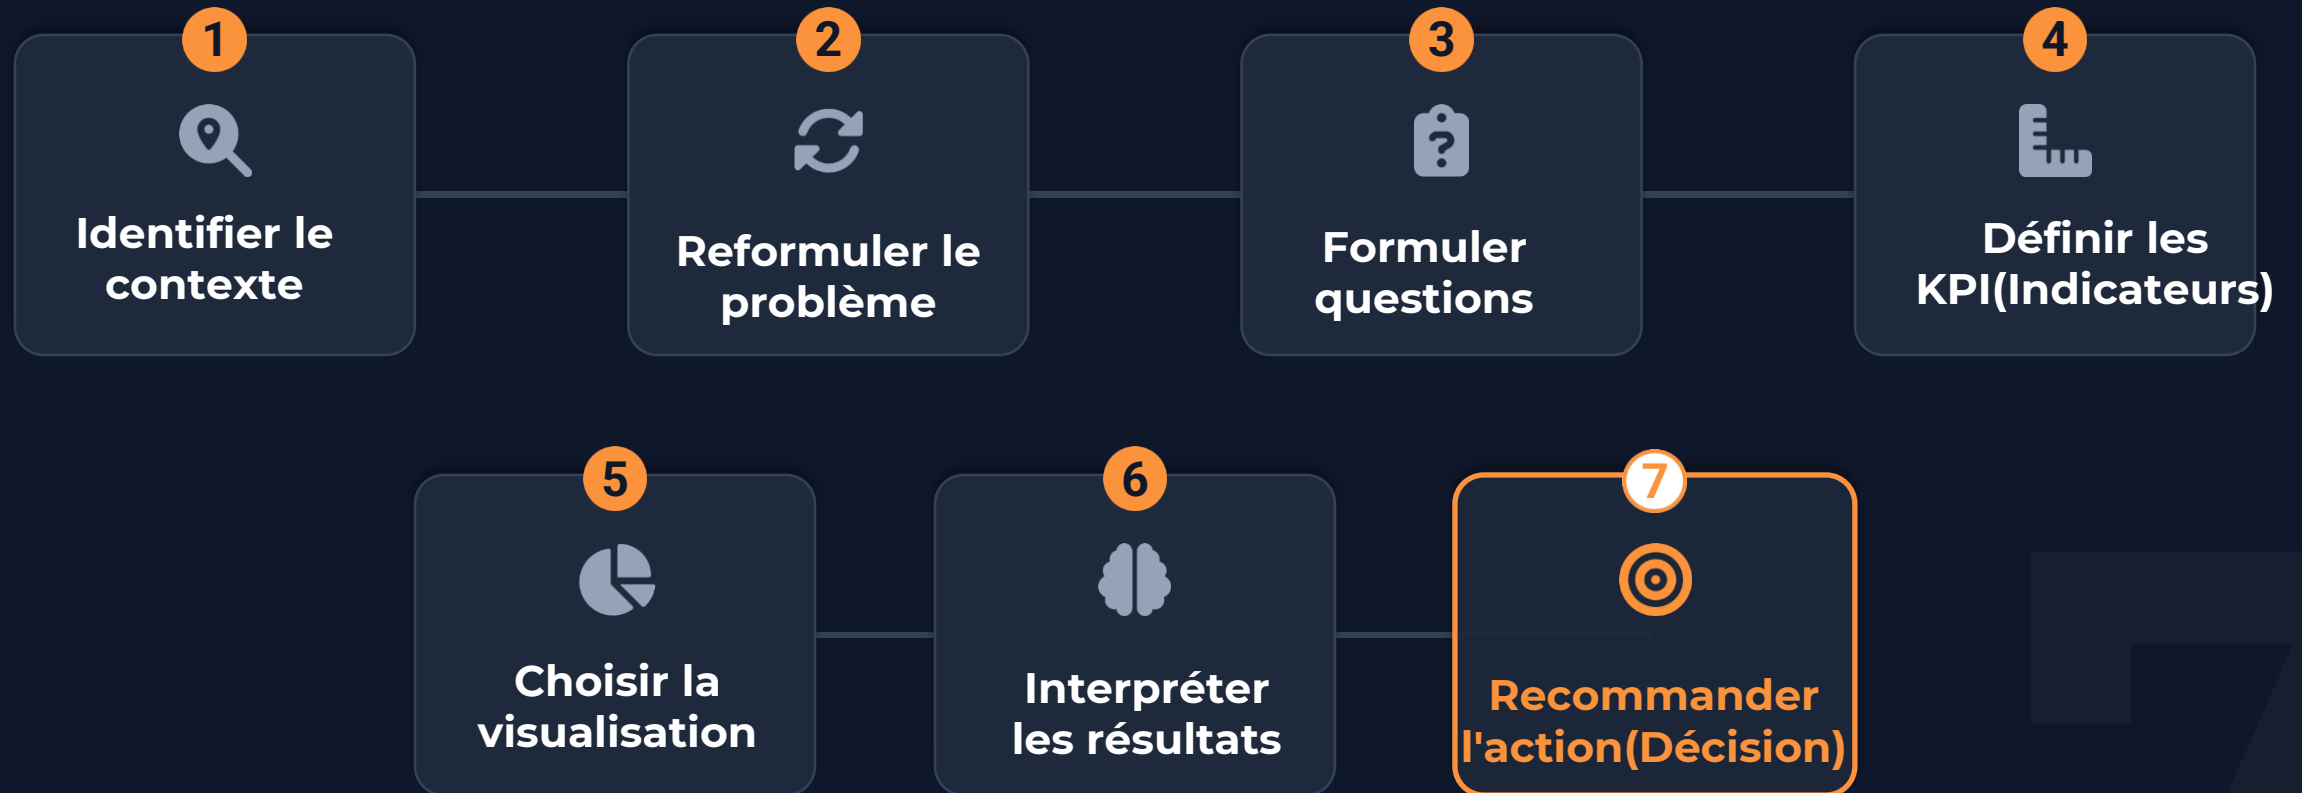 1
Identifier le
contexte
2
Reformuler le
problème
3
Formuler
questions
4
Définir les
KPI(Indicateurs)
5
Choisir la
visualisation
6
Interpréter
les résultats
7
Recommander
l'action(Décision)